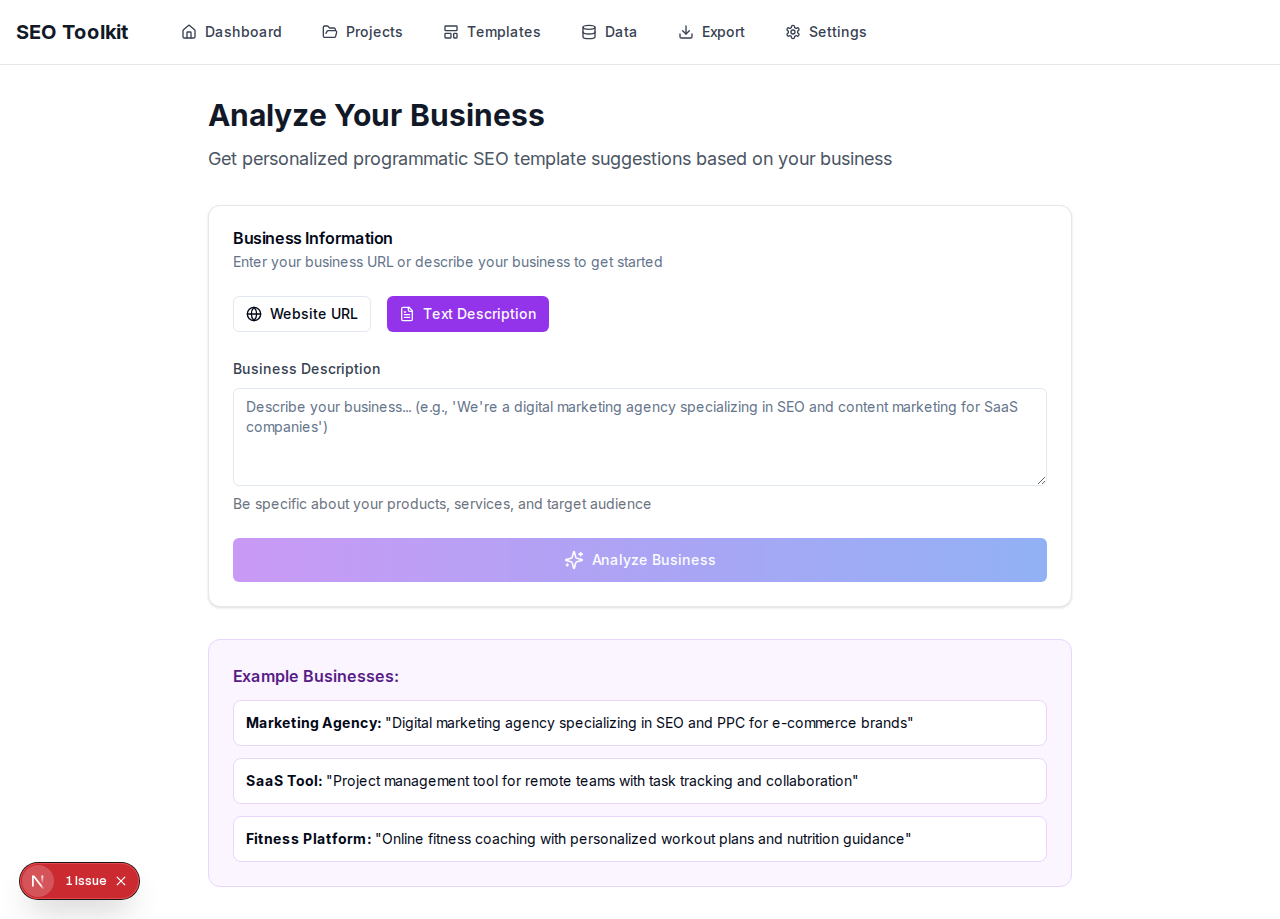 SEO Toolkit
Dashboard
Projects
Templates
Data
Export
Settings
Analyze Your Business
Get personalized programmatic SEO template suggestions based on your business
Business Information
Enter your business URL or describe your business to get started
Website URL
Text Description
Business Description
Describe your business... (e.g., 'We're a digital marketing agency specializing in SEO and content marketing for SaaS
companies')
Be specific about your products, services, and target audience
Analyze Business
Example Businesses:
Marketing Agency: "Digital marketing agency specializing in SEO and PPC for e-commerce brands"
SaaS Tool: "Project management tool for remote teams with task tracking and collaboration"
Fitness Platform: "Online fitness coaching with personalized workout plans and nutrition guidance"
N
1 Issue